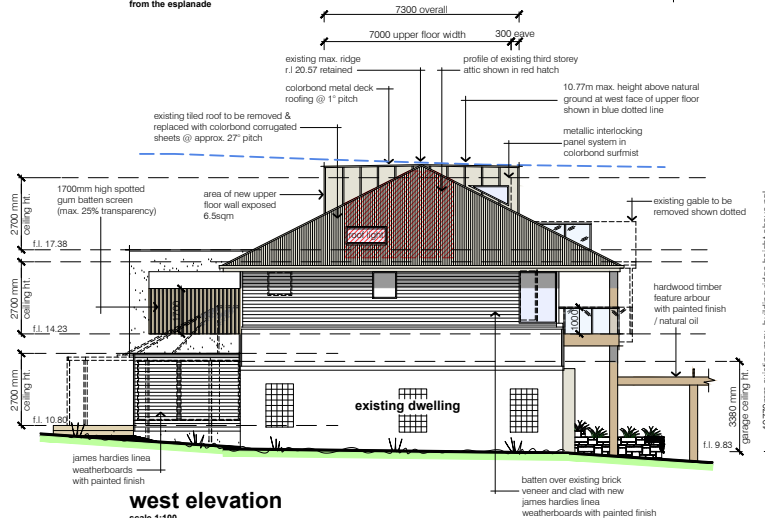 from the esplanade
7300 overall
7000 upper floor width
300 eave
existing max. ridge
r.l 20.57 retained
profile of existing third storey
attic shown in red hatch
colorbond metal deck
roofing @ 1° pitch
10.77m max. height above natural
ground at west face of upper floor
shown in blue dotted line
existing tiled roof to be removed &
replaced with colorbond corrugated
sheets @ approx. 27° pitch
metallic interlocking
panel system in
colorbond surfmist
1700mm high spotted
gum batten screen
(max. 25% transparency)
area of new upper
floor wall exposed
6.5sqm
existing gable to be
removed shown dotted
2700 mm
ceiling ht.
f.l. 17.38
roof light
hardwood timber
feature arbour
with painted finish
/ natural oil
2700 mm
ceiling ht.
f.l. 14.23
1000
2700 mm
ceiling ht.
f.l. 10.80
existing dwelling
3380 mm
garage ceiling ht.
f.l. 9.83
james hardies linea
weatherboards
with painted finish
batten over existing brick
veneer and clad with new
james hardies linea
weatherboards with painted finish
west elevation
scale 1:100